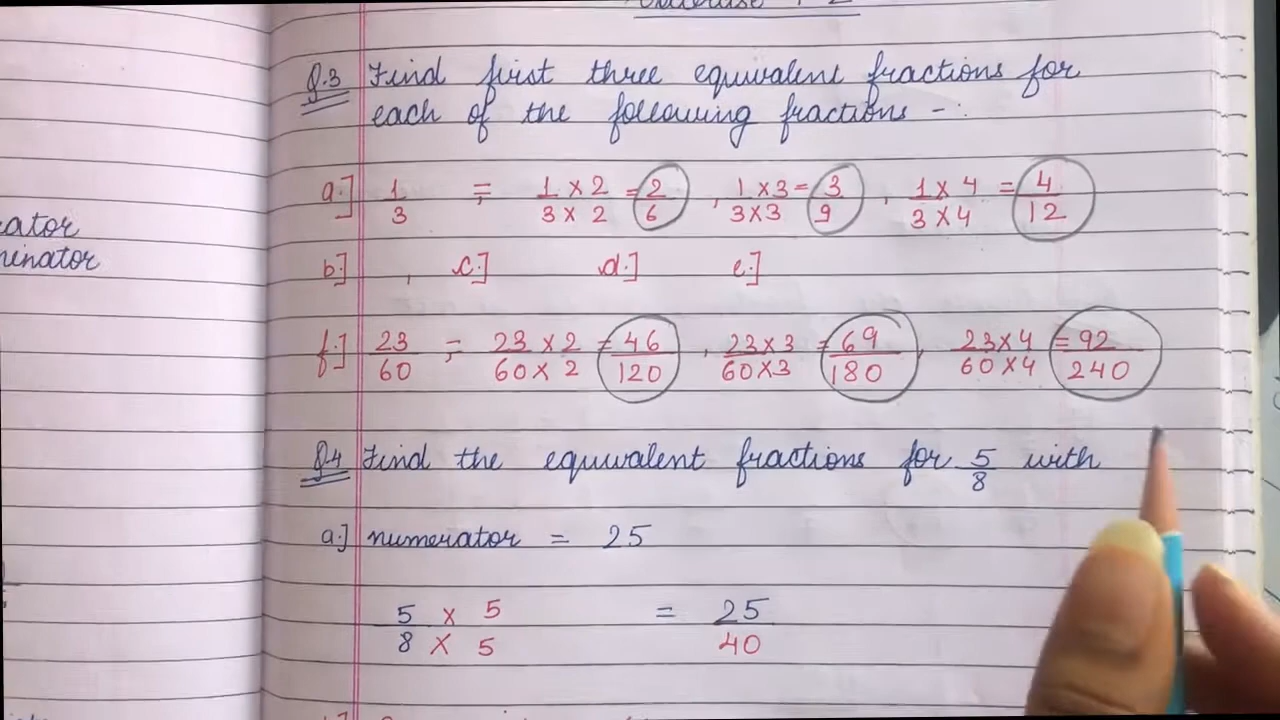 ator
inator
Q.3 Find first three equivalent fractions for
each of the following fractions -:
a.] 1/3 = 1 × 2/3 × 2 = 2/6 , 1 × 3/3 × 3 = 3/9 , 1 × 4/3 × 4 = 4/12
b.] , c.] d.] e.]
f.] 23/60 = 23 × 2/60 × 2 = 46/120 , 23 × 3/60 × 3 = 69/180 , 23 × 4/60 × 4 = 92/240
Q.4 Find the equivalent fractions for 5/8 with
a.] numerator = 25
5 × 5/8 × 5 = 25/40